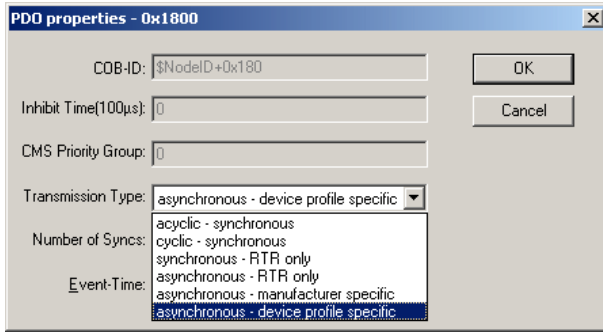 PDO properties - 0x1800
COB-ID: $NodeID+0x180
OK
Inhibit Time(100µs): 0
Cancel
CMS Priority Group: 0
Transmission Type: asynchronous - device profile specific
acyclic - synchronous
Number of Syncs: cyclic - synchronous
synchronous - RTR only
Event-Time: asynchronous - RTR only
asynchronous - manufacturer specific
asynchronous - device profile specific